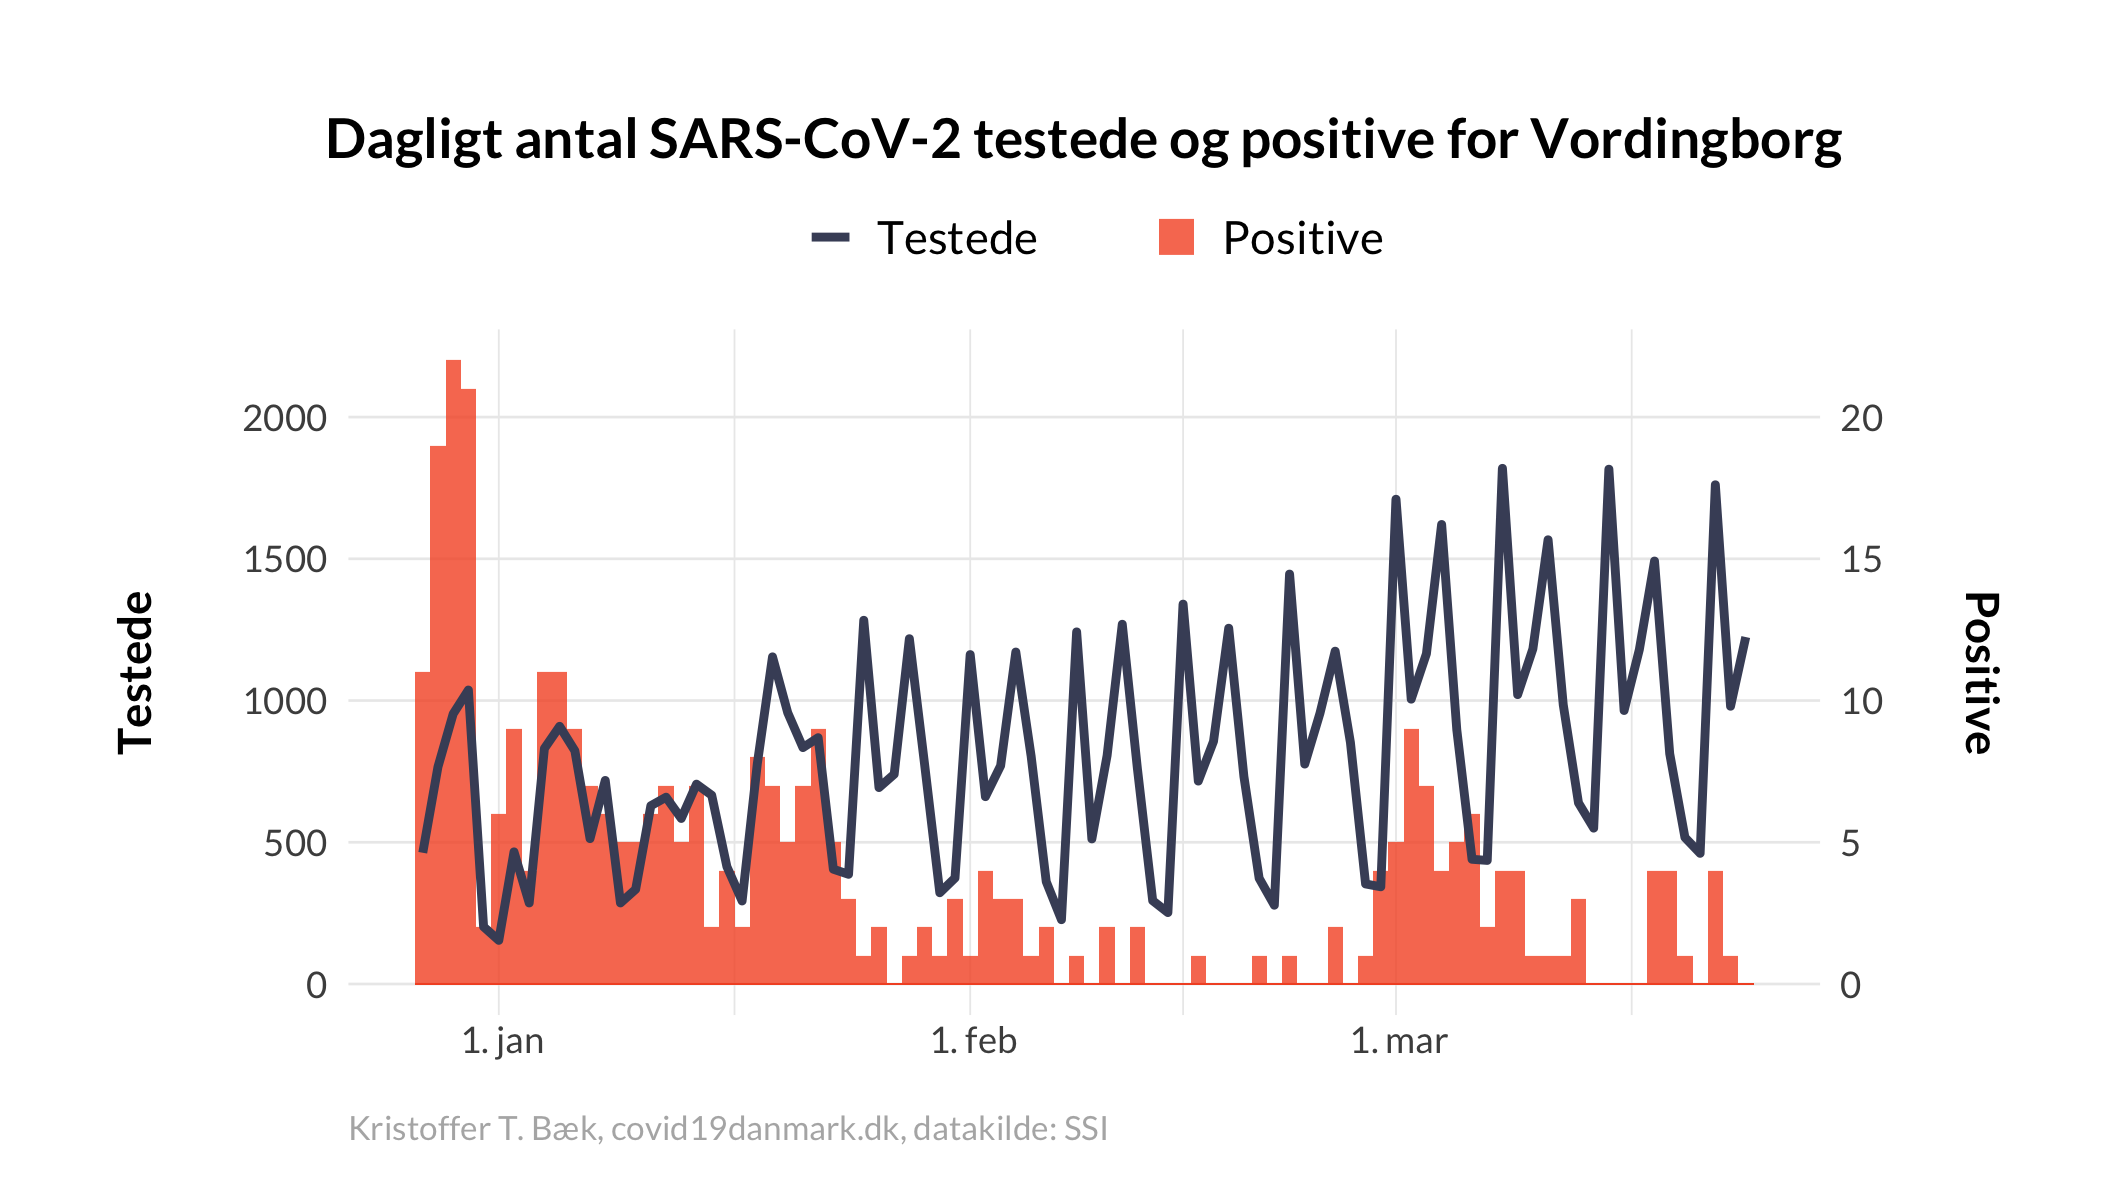 Dagligt antal SARS-CoV-2 testede og positive for Vordingborg
Testede
Positive
2000
1500
1000
500
0
20
15
10
5
0
Testede
Positive
1. jan
1. feb
1. mar
Kristoffer T. Bæk, covid19danmark.dk, datakilde: SSI